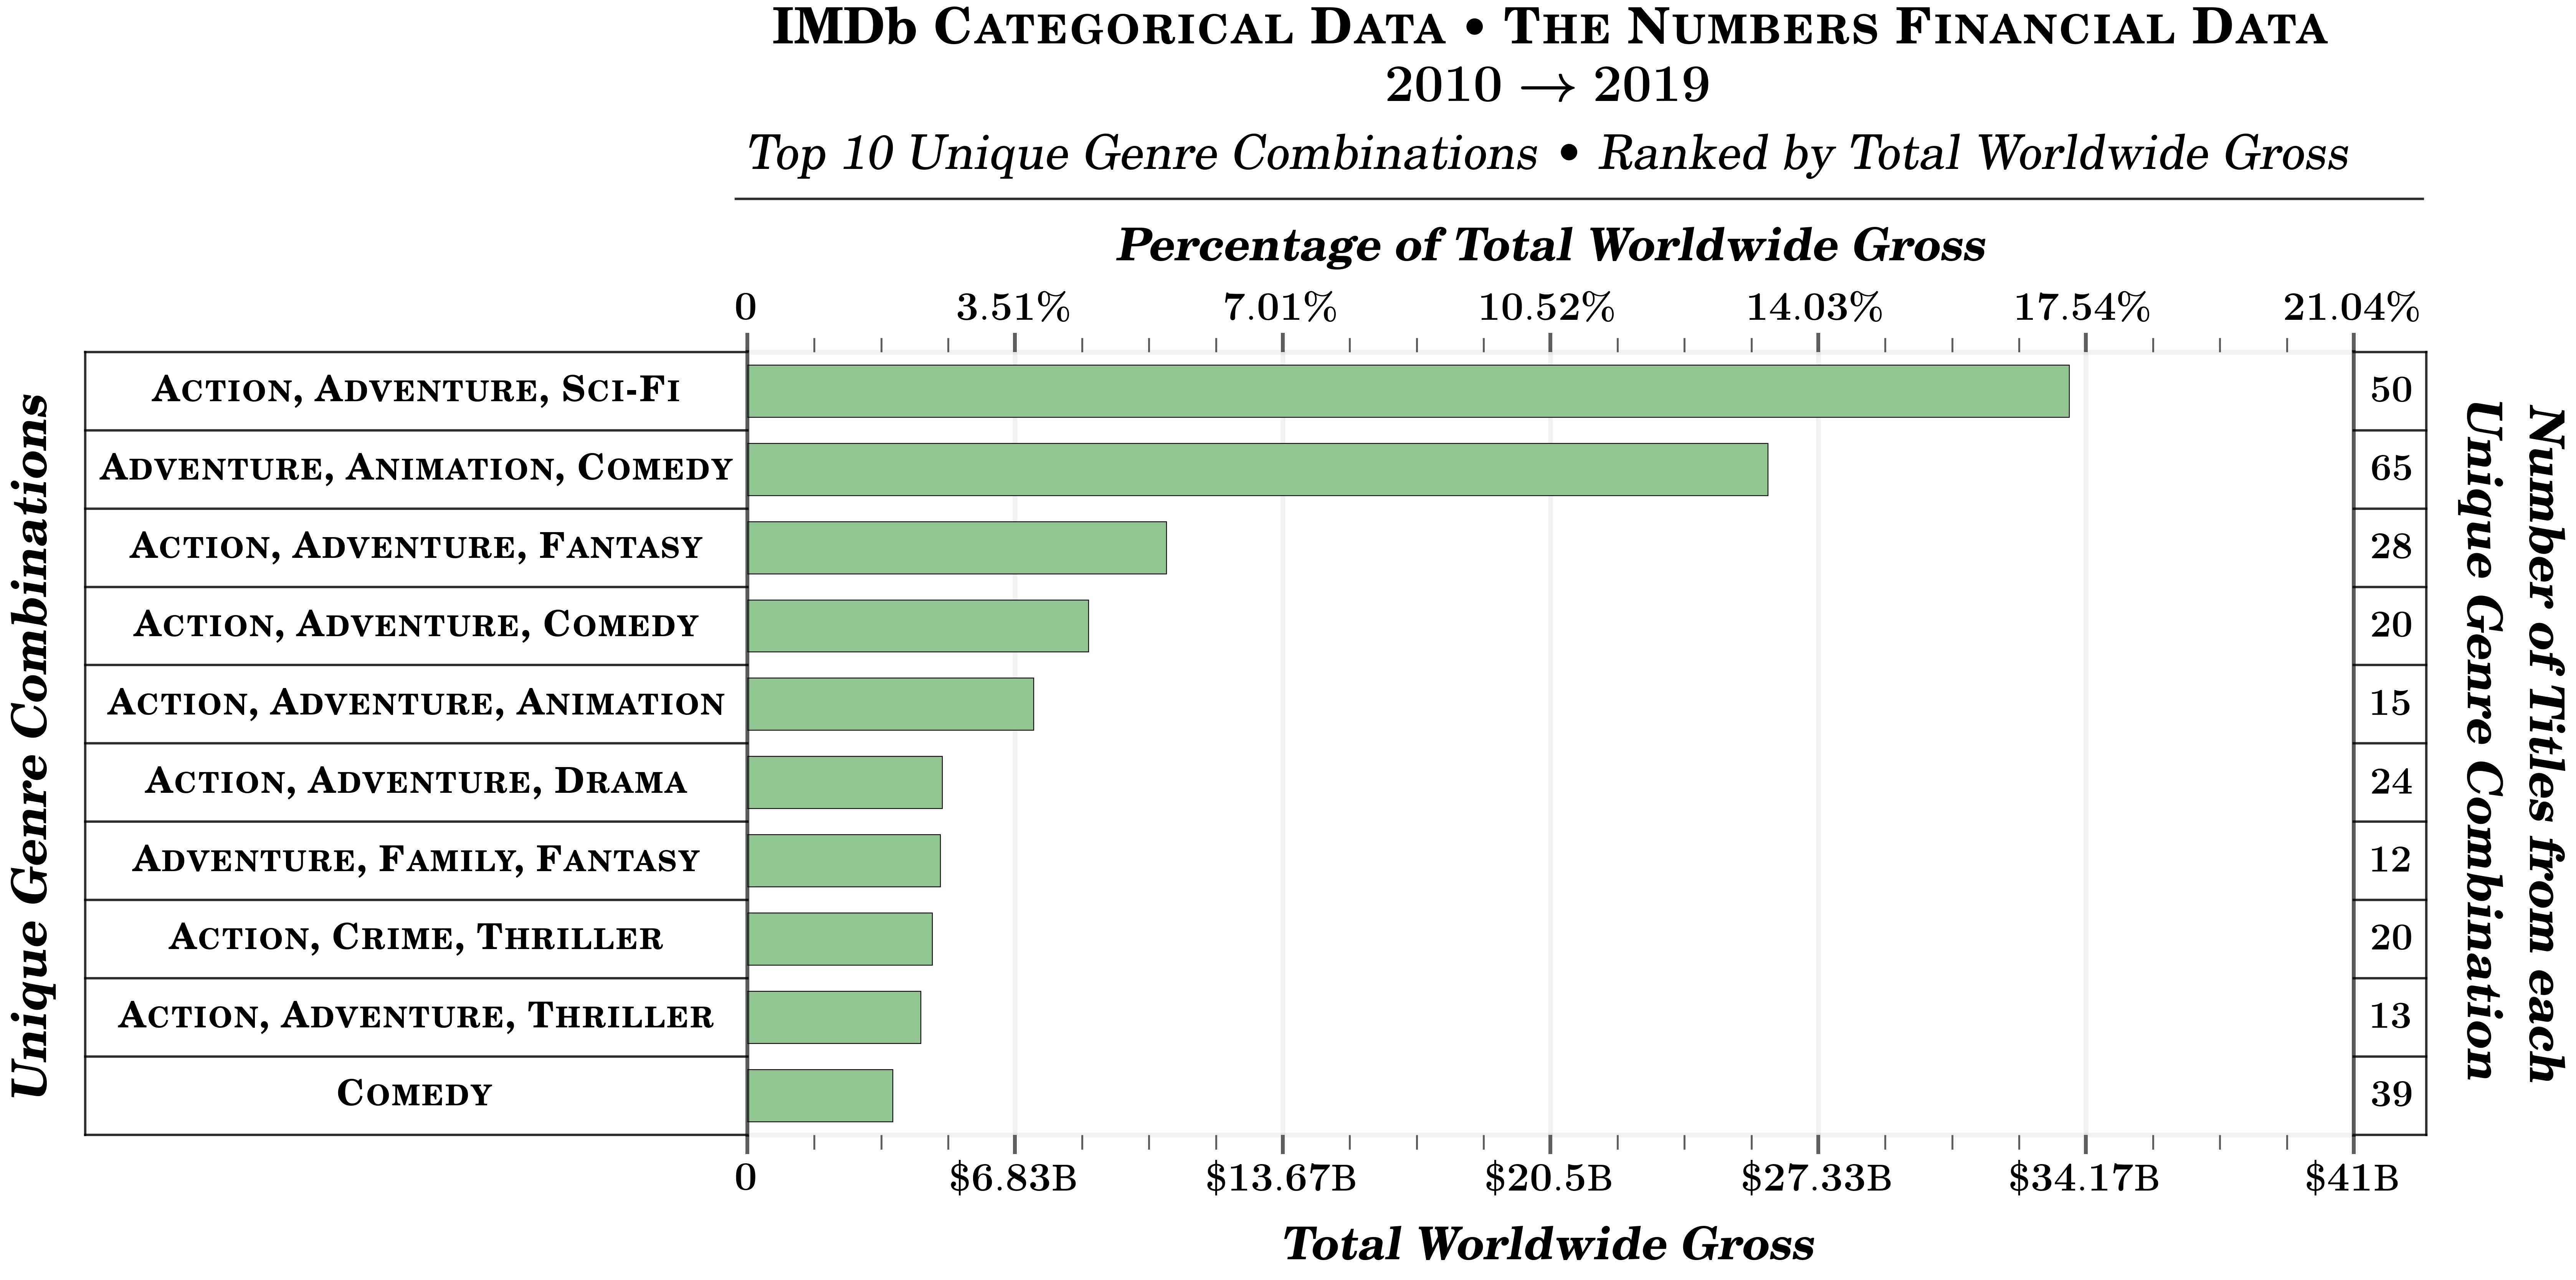 IMDb Categorical Data • The Numbers Financial Data
2010 → 2019
Top 10 Unique Genre Combinations • Ranked by Total Worldwide Gross
Percentage of Total Worldwide Gross
0 3.51% 7.01% 10.52% 14.03% 17.54% 21.04%
Unique Genre Combinations
Action, Adventure, Sci-Fi 50
Adventure, Animation, Comedy 65
Action, Adventure, Fantasy 28
Action, Adventure, Comedy 20
Action, Adventure, Animation 15
Action, Adventure, Drama 24
Adventure, Family, Fantasy 12
Action, Crime, Thriller 20
Action, Adventure, Thriller 13
Comedy 39
Number of Titles from each
Unique Genre Combination
0 $6.83B $13.67B $20.5B $27.33B $34.17B $41B
Total Worldwide Gross